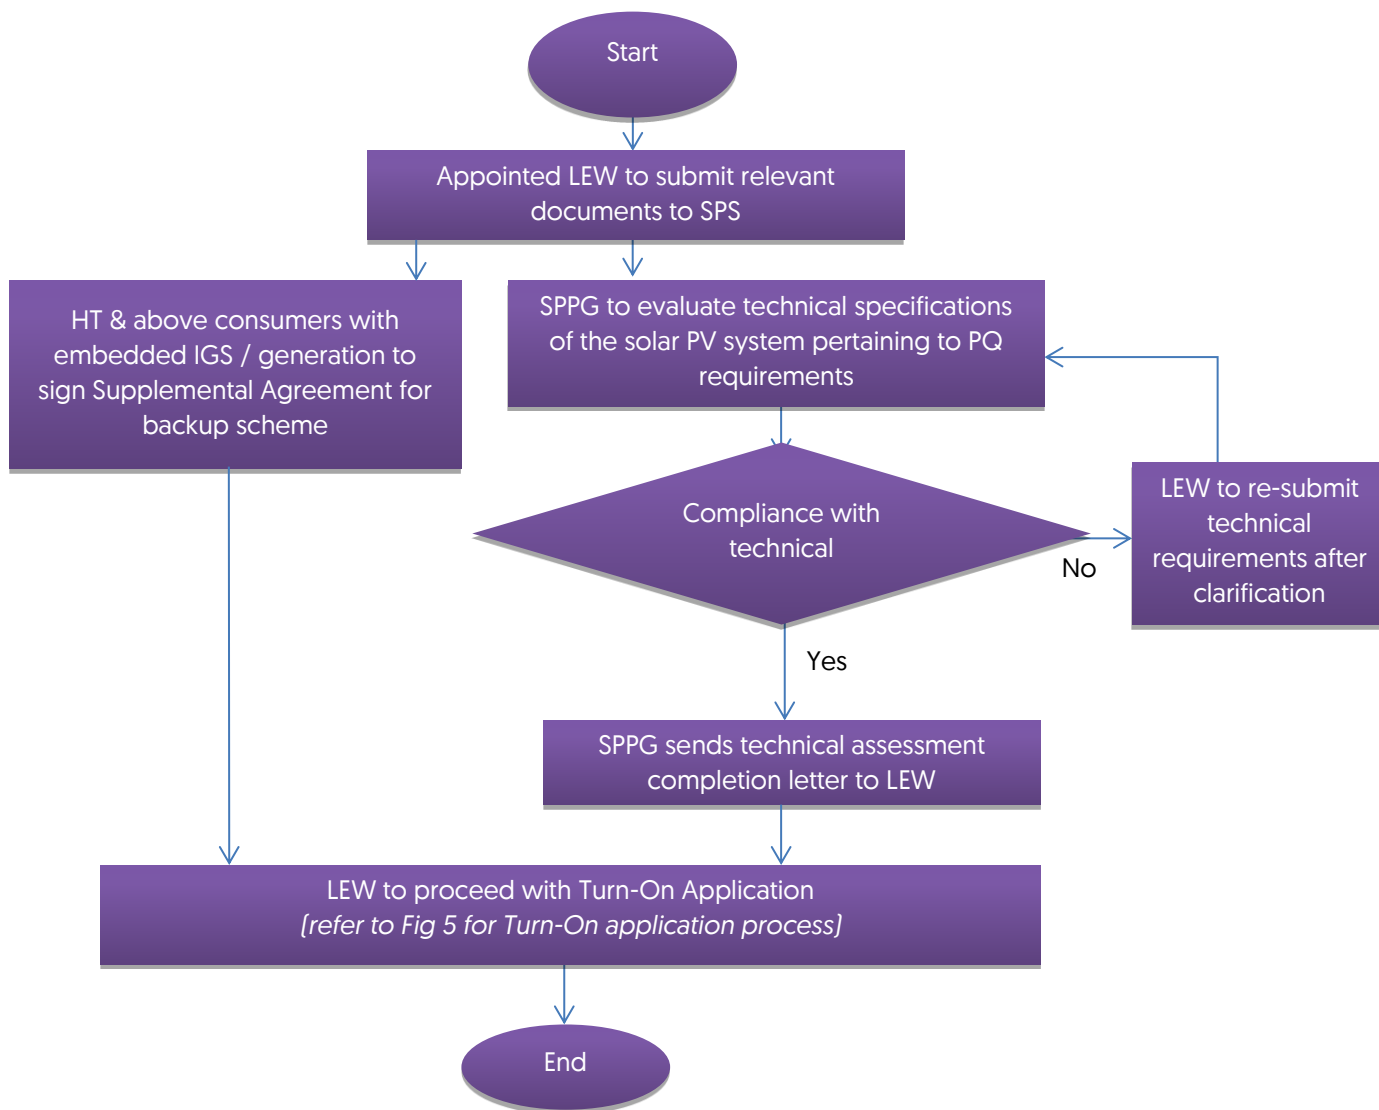 Start
Appointed LEW to submit relevant
documents to SPS
HT & above consumers with
embedded IGS / generation to
sign Supplemental Agreement for
backup scheme
SPPG to evaluate technical specifications
of the solar PV system pertaining to PQ
requirements
Compliance with
technical
No
LEW to re-submit
technical
requirements after
clarification
Yes
SPPG sends technical assessment
completion letter to LEW
LEW to proceed with Turn-On Application
(refer to Fig 5 for Turn-On application process)
End